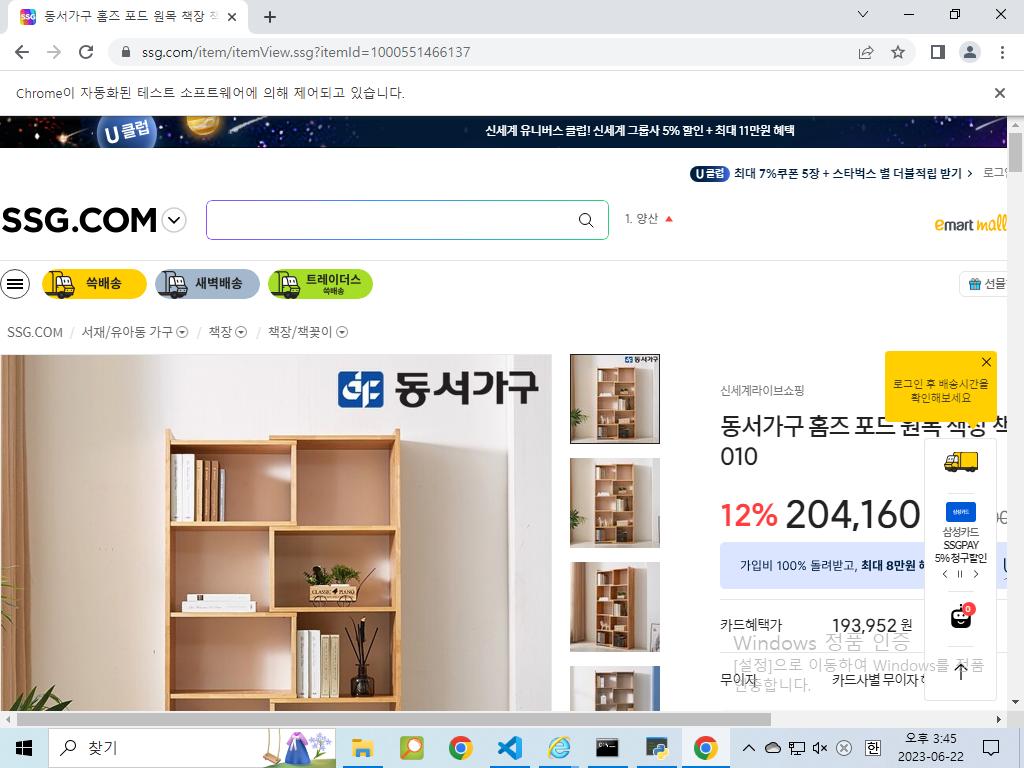 동서가구 홈즈 포드 원목 책장
ssg.com/item/itemView.ssg?itemId=1000551466137
Chrome이 자동화된 테스트 소프트웨어에 의해 제어되고 있습니다.
U클럽
신세계 유니버스 클럽! 신세계 그룹사 5% 할인 + 최대 11만원 혜택
U클럽 최대 7%쿠폰 5장 + 스타벅스 별 더블적립 받기 >
SSG.COM
1. 양산
emart mall
쓱배송
새벽배송
트레이더스
쓱배송
선물
SSG.COM / 서재/유아동 가구 / 책장 / 책장/책꽂이
동서가구
동서가구
CLASSIC PIANO
신세계라이브쇼핑
로그인 후 배송시간을
확인해보세요
동서가구 홈즈 포드 원목 책장 책
010
12% 204,160
가입비 100% 돌려받고, 최대 8만원
삼성카드
삼성카드
SSGPAY
5% 청구할인
0
카드혜택가 193,952 원
무이자 카드사별 무이자
Windows 정품 인증
[설정]으로 이동하여 Windows를 정품
인증합니다.
찾기
한
오후 3:45
2023-06-22